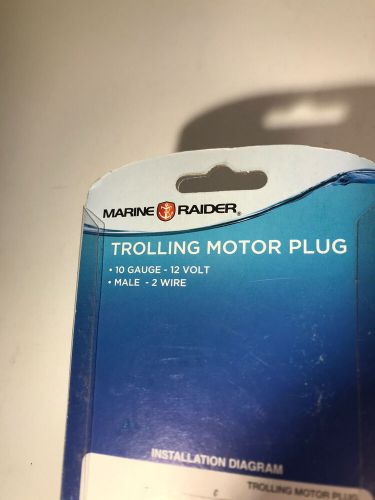 MARINE RAIDER®
TROLLING MOTOR PLUG
• 10 GAUGE - 12 VOLT
• MALE - 2 WIRE
INSTALLATION DIAGRAM
TROLLING MOTOR PLUG